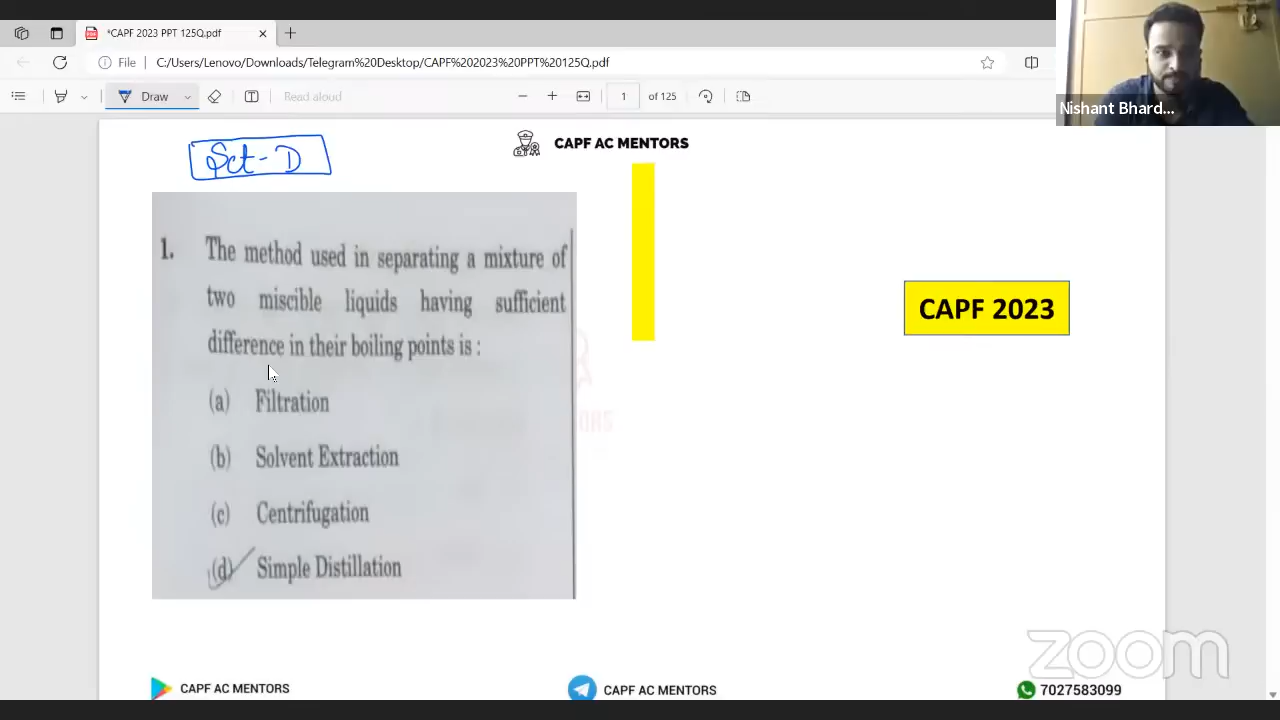 *CAPF 2023 PPT 125Q.pdf
File C:/Users/Lenovo/Downloads/Telegram%20Desktop/CAPF%202023%20PPT%20125Q.pdf
Draw Read aloud 1 of 125
Nishant Bhard...
Set-D
CAPF AC MENTORS
1. The method used in separating a mixture of
two miscible liquids having sufficient
difference in their boiling points is :
(a) Filtration
(b) Solvent Extraction
(c) Centrifugation
(d) Simple Distillation
CAPF 2023
zoom
CAPF AC MENTORS
CAPF AC MENTORS
7027583099